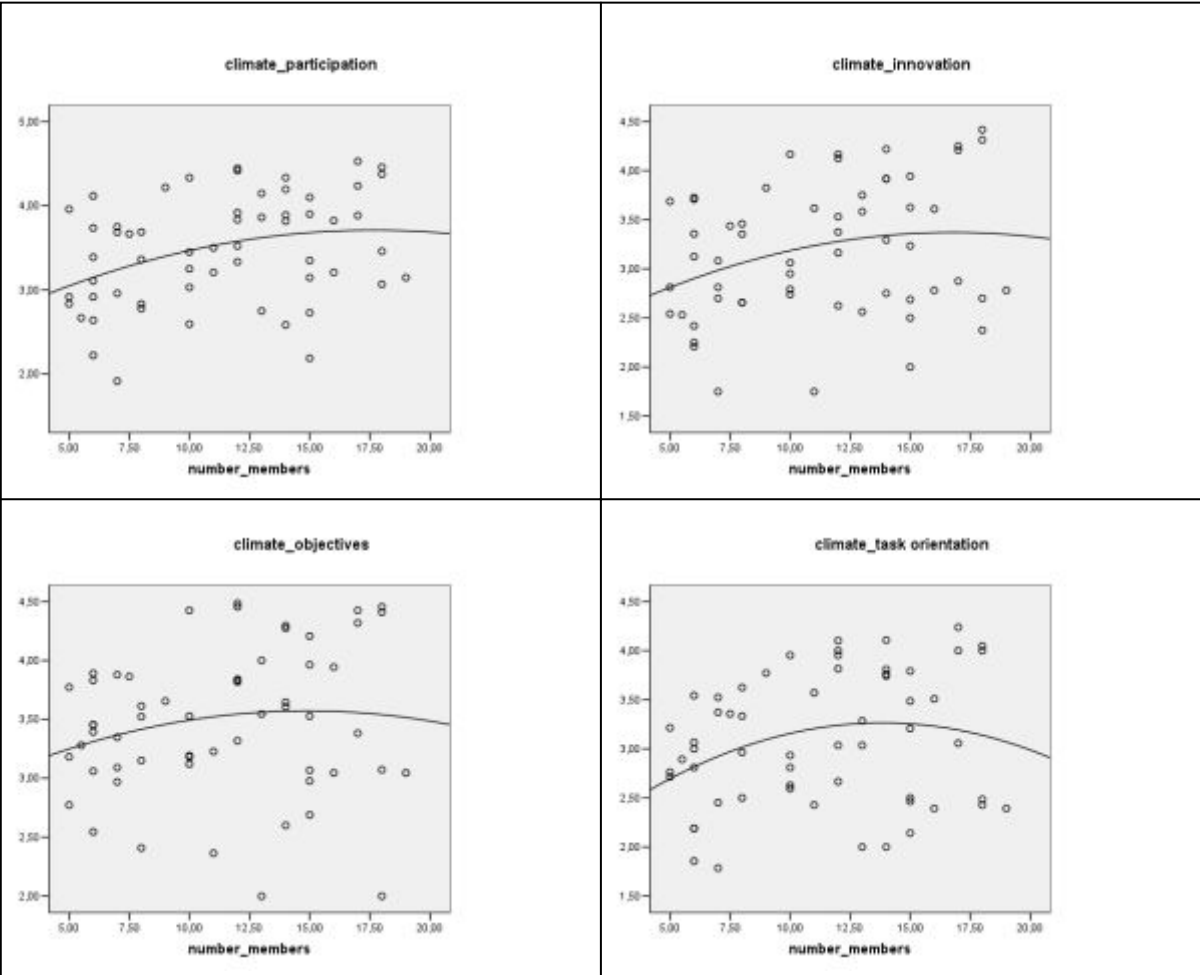 climate_participation
5,00
4,00
3,00
2,00
5,00 7,50 10,00 12,50 15,00 17,50 20,00
number_members
climate_innovation
4,50
4,00
3,50
3,00
2,50
2,00
1,50
5,00 7,50 10,00 12,50 15,00 17,50 20,00
number_members
climate_objectives
4,50
4,00
3,50
3,00
2,50
2,00
5,00 7,50 10,00 12,50 15,00 17,50 20,00
number_members
climate_task orientation
4,50
4,00
3,50
3,00
2,50
2,00
1,50
5,00 7,50 10,00 12,50 15,00 17,50 20,00
number_members